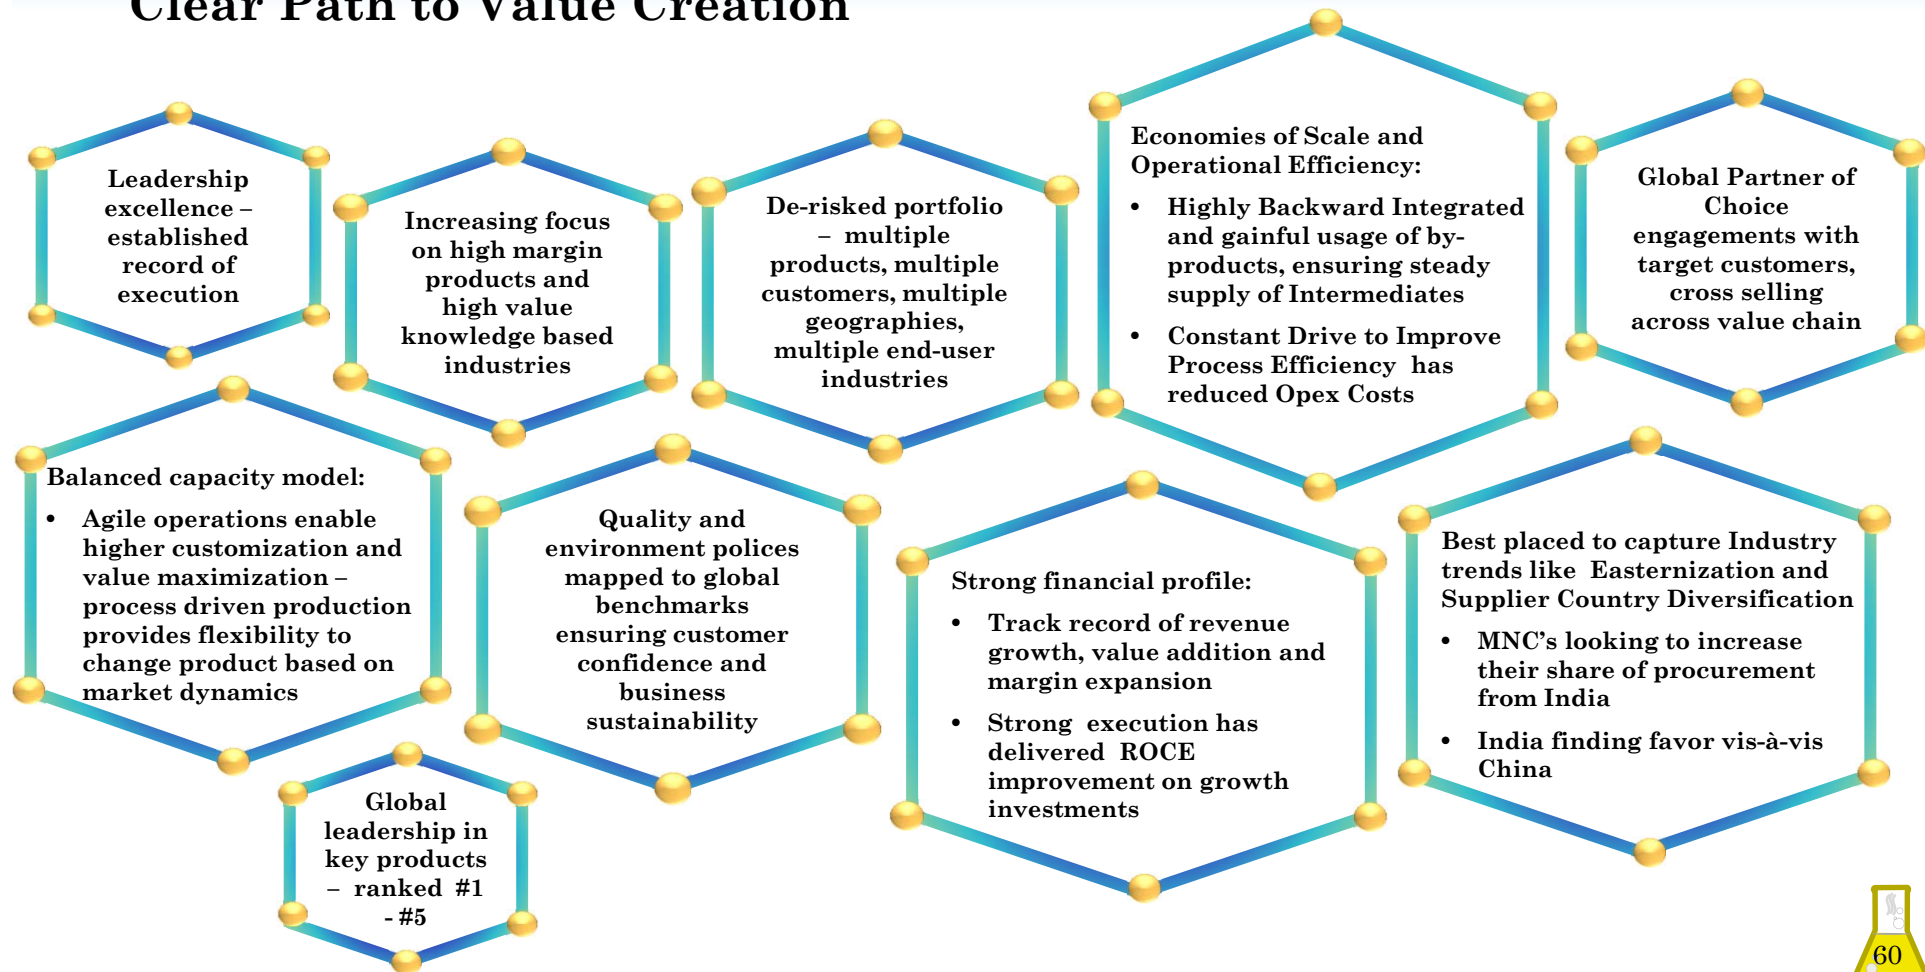 Clear Path to Value Creation
Leadership
excellence –
established
record of
execution
Increasing focus
on high margin
products and
high value
knowledge based
industries
De-risked portfolio
– multiple
products, multiple
customers, multiple
geographies,
multiple end-user
industries
Economies of Scale and
Operational Efficiency:
• Highly Backward Integrated
and gainful usage of by-
products, ensuring steady
supply of Intermediates
• Constant Drive to Improve
Process Efficiency has
reduced Opex Costs
Global Partner of
Choice
engagements with
target customers,
cross selling
across value chain
Balanced capacity model:
• Agile operations enable
higher customization and
value maximization –
process driven production
provides flexibility to
change product based on
market dynamics
Quality and
environment polices
mapped to global
benchmarks
ensuring customer
confidence and
business
sustainability
Strong financial profile:
• Track record of revenue
growth, value addition and
margin expansion
• Strong execution has
delivered ROCE
improvement on growth
investments
Best placed to capture Industry
trends like Easternization and
Supplier Country Diversification
• MNC's looking to increase
their share of procurement
from India
• India finding favor vis-à-vis
China
Global
leadership in
key products
– ranked #1
- #5
60